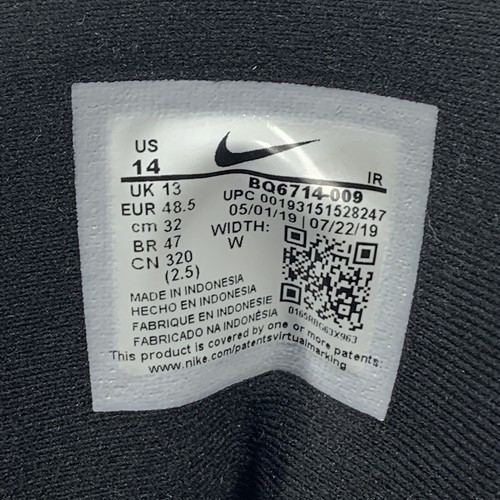 US
14
IR
UK 13
EUR 48.5
cm 32
BR 47
CN 320
(2.5)
BQ6714-009
UPC 00193151528247
05/01/19 | 07/22/19
WIDTH:
W
MADE IN INDONESIA
HECHO EN INDONESIA
FABRIQUE EN INDONESIE
FABRICADO NA INDONÉSIA
This product is covered by one or more patents:
www.nike.com/patentsvirtualmarking